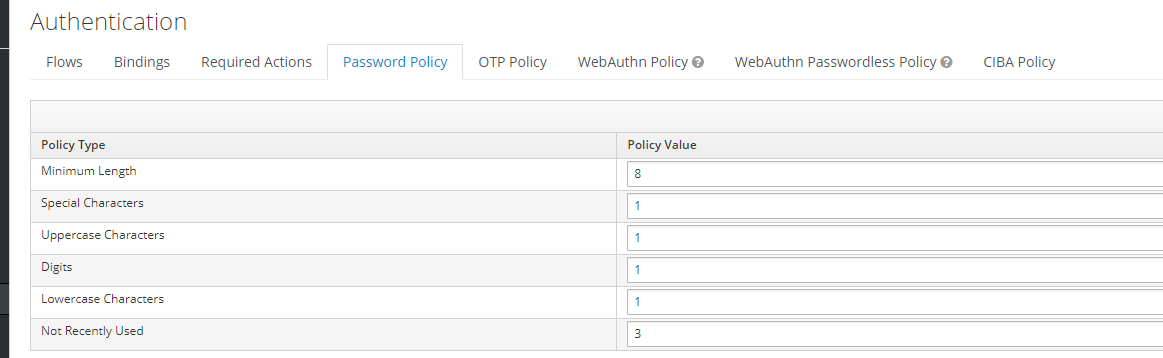 Authentication
Flows Bindings Required Actions Password Policy OTP Policy WebAuthn Policy WebAuthn Passwordless Policy CIBA Policy
Policy Type Policy Value
Minimum Length 8
Special Characters 1
Uppercase Characters 1
Digits 1
Lowercase Characters 1
Not Recently Used 3